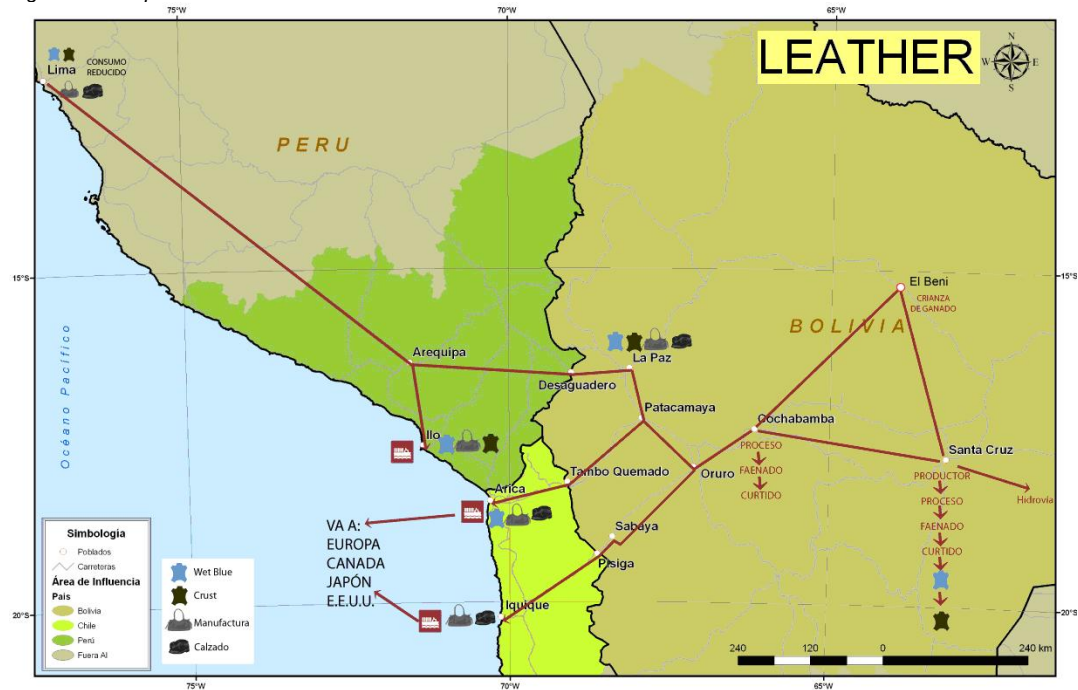 75°W
70°W
65°W
LEATHER
N
W
E
S
Lima
CONSUMO
REDUCIDO
PERU
15°S
15°S
El Beni
CRIANZA
DE GANADO
BOLIVIA
Océano Pacífico
Arequipa
La Paz
Desaguadero
Patacamaya
Cochabamba
Ilo
PROCESO
FAENADO
CURTIDO
Santa Cruz
Oruro
Tambo Quemado
PRODUCTOR
PROCESO
FAENADO
CURTIDO
Hidrovía
Arica
Sabaya
Pisiga
VA A:
EUROPA
CANADA
JAPÓN
E.E.U.U.
Iquique
Simbología
Poblados
Carreteras
Área de Influencia
País
Bolivia
Chile
Perú
Fuera AI
Wet Blue
Crust
Manufactura
Calzado
20°S
20°S
240 120 0 240 km
75°W
70°W
65°W